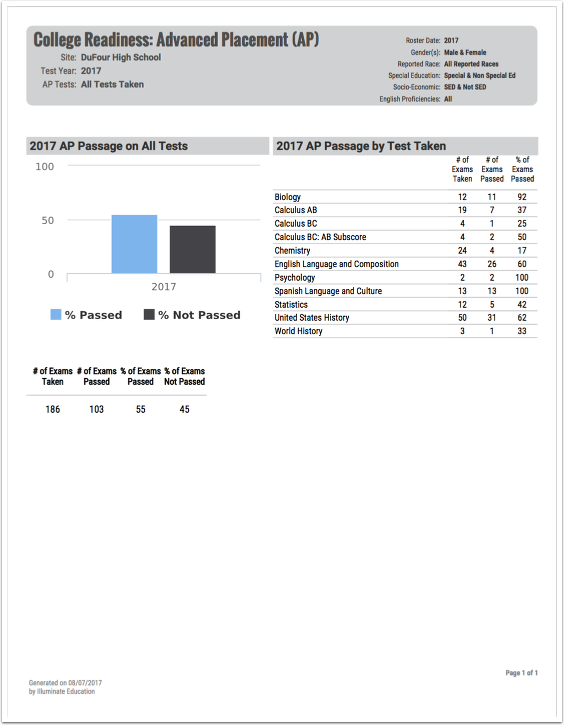 College Readiness: Advanced Placement (AP)
Site: DuFour High School
Test Year: 2017
AP Tests: All Tests Taken
Roster Date: 2017
Gender(s): Male & Female
Reported Race: All Reported Races
Special Education: Special & Non Special Ed
Socio-Economic: SED & Not SED
English Proficiencies: All
2017 AP Passage on All Tests
100
50
0
2017
% Passed % Not Passed
# of Exams Taken # of Exams Passed % of Exams Passed % of Exams Not Passed
186 103 55 45
2017 AP Passage by Test Taken
# of Exams Taken # of Exams Passed % of Exams Passed
Biology 12 11 92
Calculus AB 19 7 37
Calculus BC 4 1 25
Calculus BC: AB Subscore 4 2 50
Chemistry 24 4 17
English Language and Composition 43 26 60
Psychology 2 2 100
Spanish Language and Culture 13 13 100
Statistics 12 5 42
United States History 50 31 62
World History 3 1 33
Page 1 of 1
Generated on 08/07/2017
by Illuminate Education